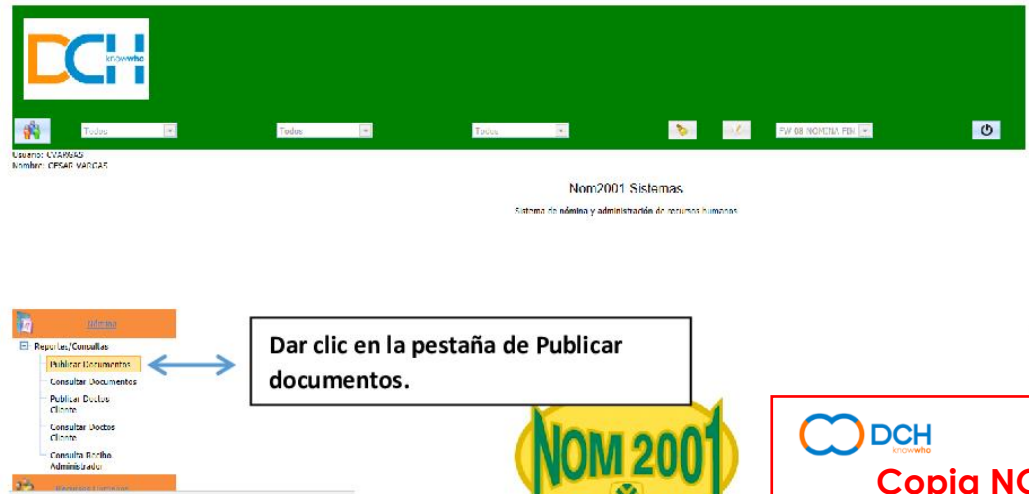 DCH
knowwho
Todos
Todos
Todos
FW 08 NOMINA FIN
Usuario: CVARGAS
Nombre: CESAR VARGAS
Nom2001 Sistemas
Sistema de nómina y administración de recursos humanos
Nómina
Reportes/Consultas
Publicar Documentos
Consultar Documentos
Publicar Doctos
Cliente
Consultar Doctos
Cliente
Consulta Recibo
Administrador
Recursos Humanos
Dar clic en la pestaña de Publicar
documentos.
NOM 2001
DCH
knowwho
Copia NO